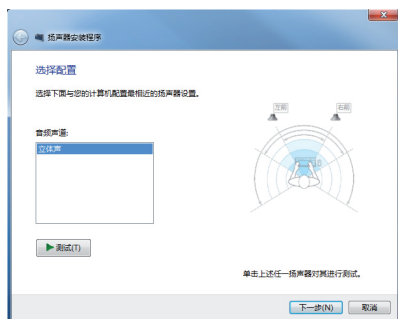 扬声器安装程序
选择配置
选择下面与您的计算机配置最相近的扬声器设置。
左前 右前
音频声道:
立体声
测试(T)
单击上述任一扬声器对其进行测试。
下一步(N) 取消